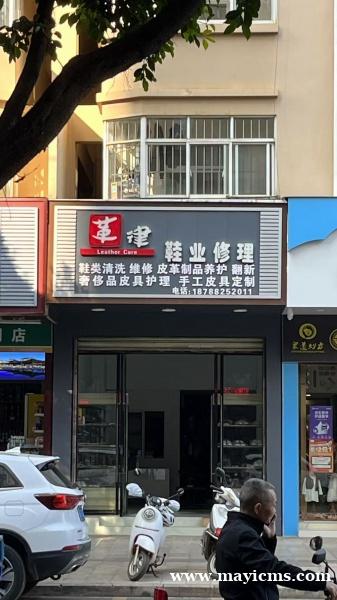 革律 鞋业修理
Leather Care
鞋类清洗 维修 皮革制品养护 翻新
奢侈品皮具护理 手工皮具定制
电话:18788252011
店
www.mayicms.com